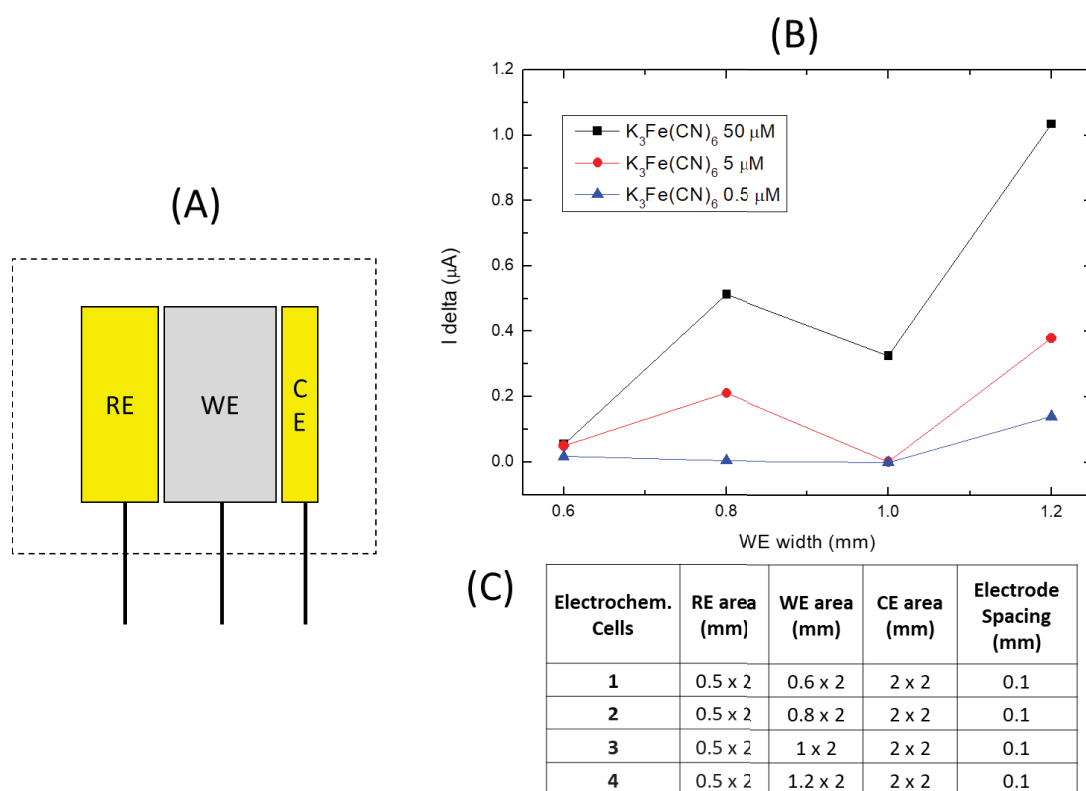 (A)
RE
WE
C
E
(B)
1.2
1.0
0.8
0.6
0.4
0.2
0.0
I delta (μA)
K3Fe(CN)6 50 μM
K3Fe(CN)6 5 μM
K3Fe(CN)6 0.5 μM
0.6 0.8 1.0 1.2
WE width (mm)
(C)
Electrochem. Cells RE area (mm) WE area (mm) CE area (mm) Electrode Spacing (mm)
1 0.5 x 2 0.6 x 2 2 x 2 0.1
2 0.5 x 2 0.8 x 2 2 x 2 0.1
3 0.5 x 2 1 x 2 2 x 2 0.1
4 0.5 x 2 1.2 x 2 2 x 2 0.1